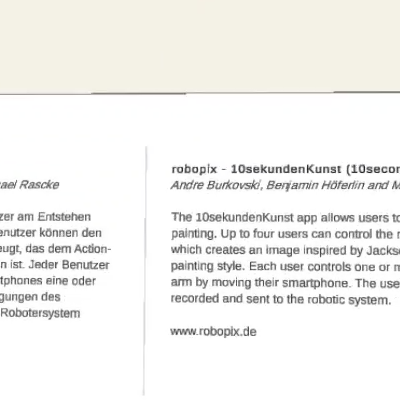 ael Rascke
zer am Entstehen
enutzer können den
eugt, das dem Action-
n ist. Jeder Benutzer
tphones eine oder
gungen des
Robotersystem
robopix - 10sekundenKunst (10secon
Andre Burkovski, Benjamin Höferlin and M
The 10sekundenKunst app allows users to
painting. Up to four users can control the r
which creates an image inspired by Jackso
painting style. Each user controls one or m
arm by moving their smartphone. The use
recorded and sent to the robotic system.
www.robopix.de